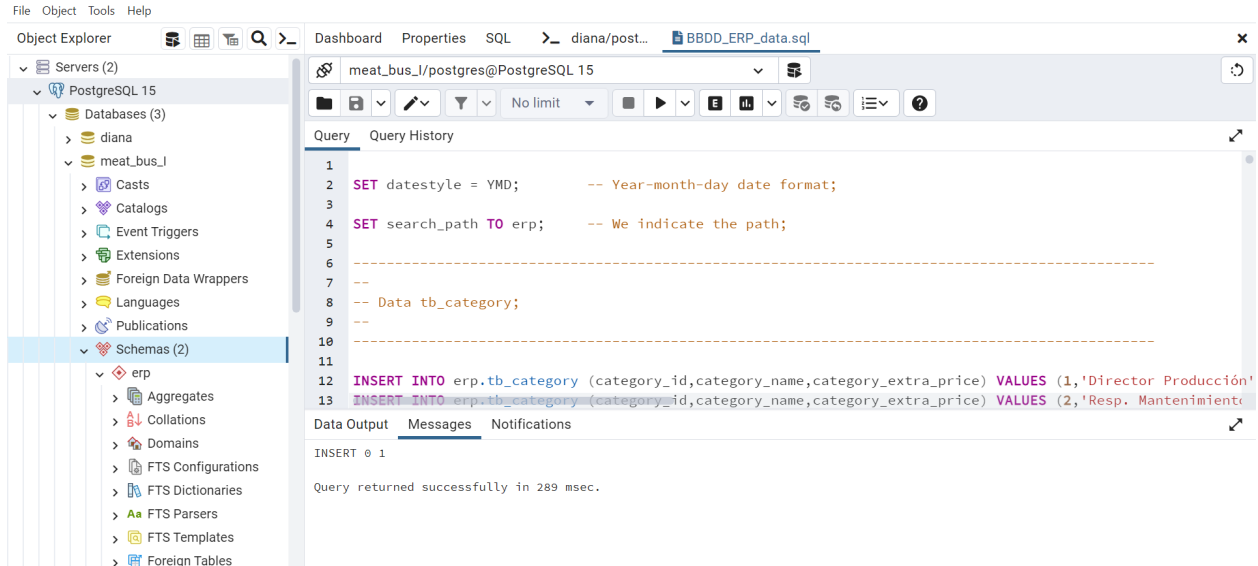 File Object Tools Help
Object Explorer
Dashboard Properties SQL diana/post... BBDD_ERP_data.sql
Servers (2)
PostgreSQL 15
Databases (3)
diana
meat_bus_l
Casts
Catalogs
Event Triggers
Extensions
Foreign Data Wrappers
Languages
Publications
Schemas (2)
erp
Aggregates
Collations
Domains
FTS Configurations
FTS Dictionaries
Aa FTS Parsers
FTS Templates
Foreign Tables
meat_bus_l/postgres@PostgreSQL 15
No limit
E
Query Query History
1
2 SET datestyle = YMD; -- Year-month-day date format;
3
4 SET search_path TO erp; -- We indicate the path;
5
6 -------------------------------------------------------------------------------------------------
7 --
8 -- Data tb_category;
9 --
10 -------------------------------------------------------------------------------------------------
11
12 INSERT INTO erp.tb_category (category_id,category_name,category_extra_price) VALUES (1,'Director Producción'
13 INSERT INTO erp.tb_category (category_id,category_name,category_extra_price) VALUES (2,'Resp. Mantenimiento
Data Output Messages Notifications
INSERT 0 1
Query returned successfully in 289 msec.